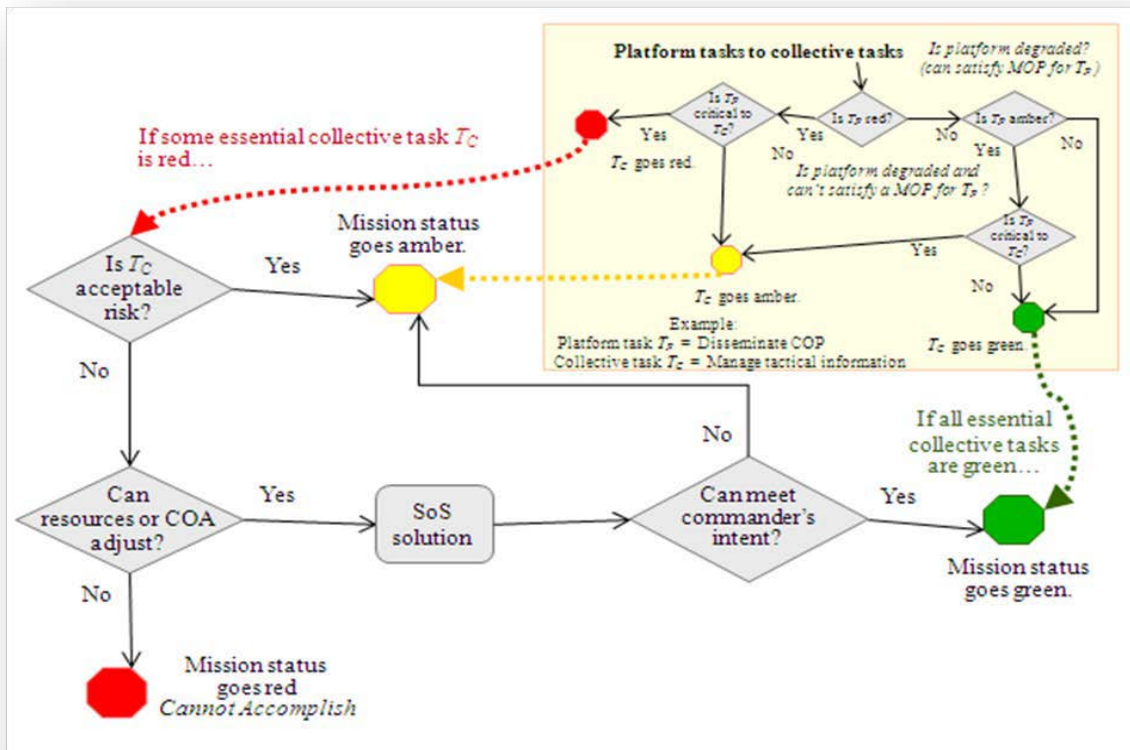 Platform tasks to collective tasks
Is platform degraded?
(can satisfy MOP for TP)
Is TP
critical to
TC?
Is TP red?
Is TP amber?
Yes
Yes
No
No
TC goes red.
No
Yes
Is platform degraded and
can't satisfy a MOP for TP?
Is TP
critical to
TC?
Yes
No
TC goes amber.
TC goes green.
Example:
Platform task TP = Disseminate COP
Collective task TC = Manage tactical information
If some essential collective task TC
is red…
Mission status
goes amber.
Is TC
acceptable
risk?
Yes
No
If all essential
collective tasks
are green…
No
Can
resources or COA
adjust?
Yes
SoS
solution
Can meet
commander's
intent?
Yes
Mission status
goes green.
No
Mission status
goes red
Cannot Accomplish